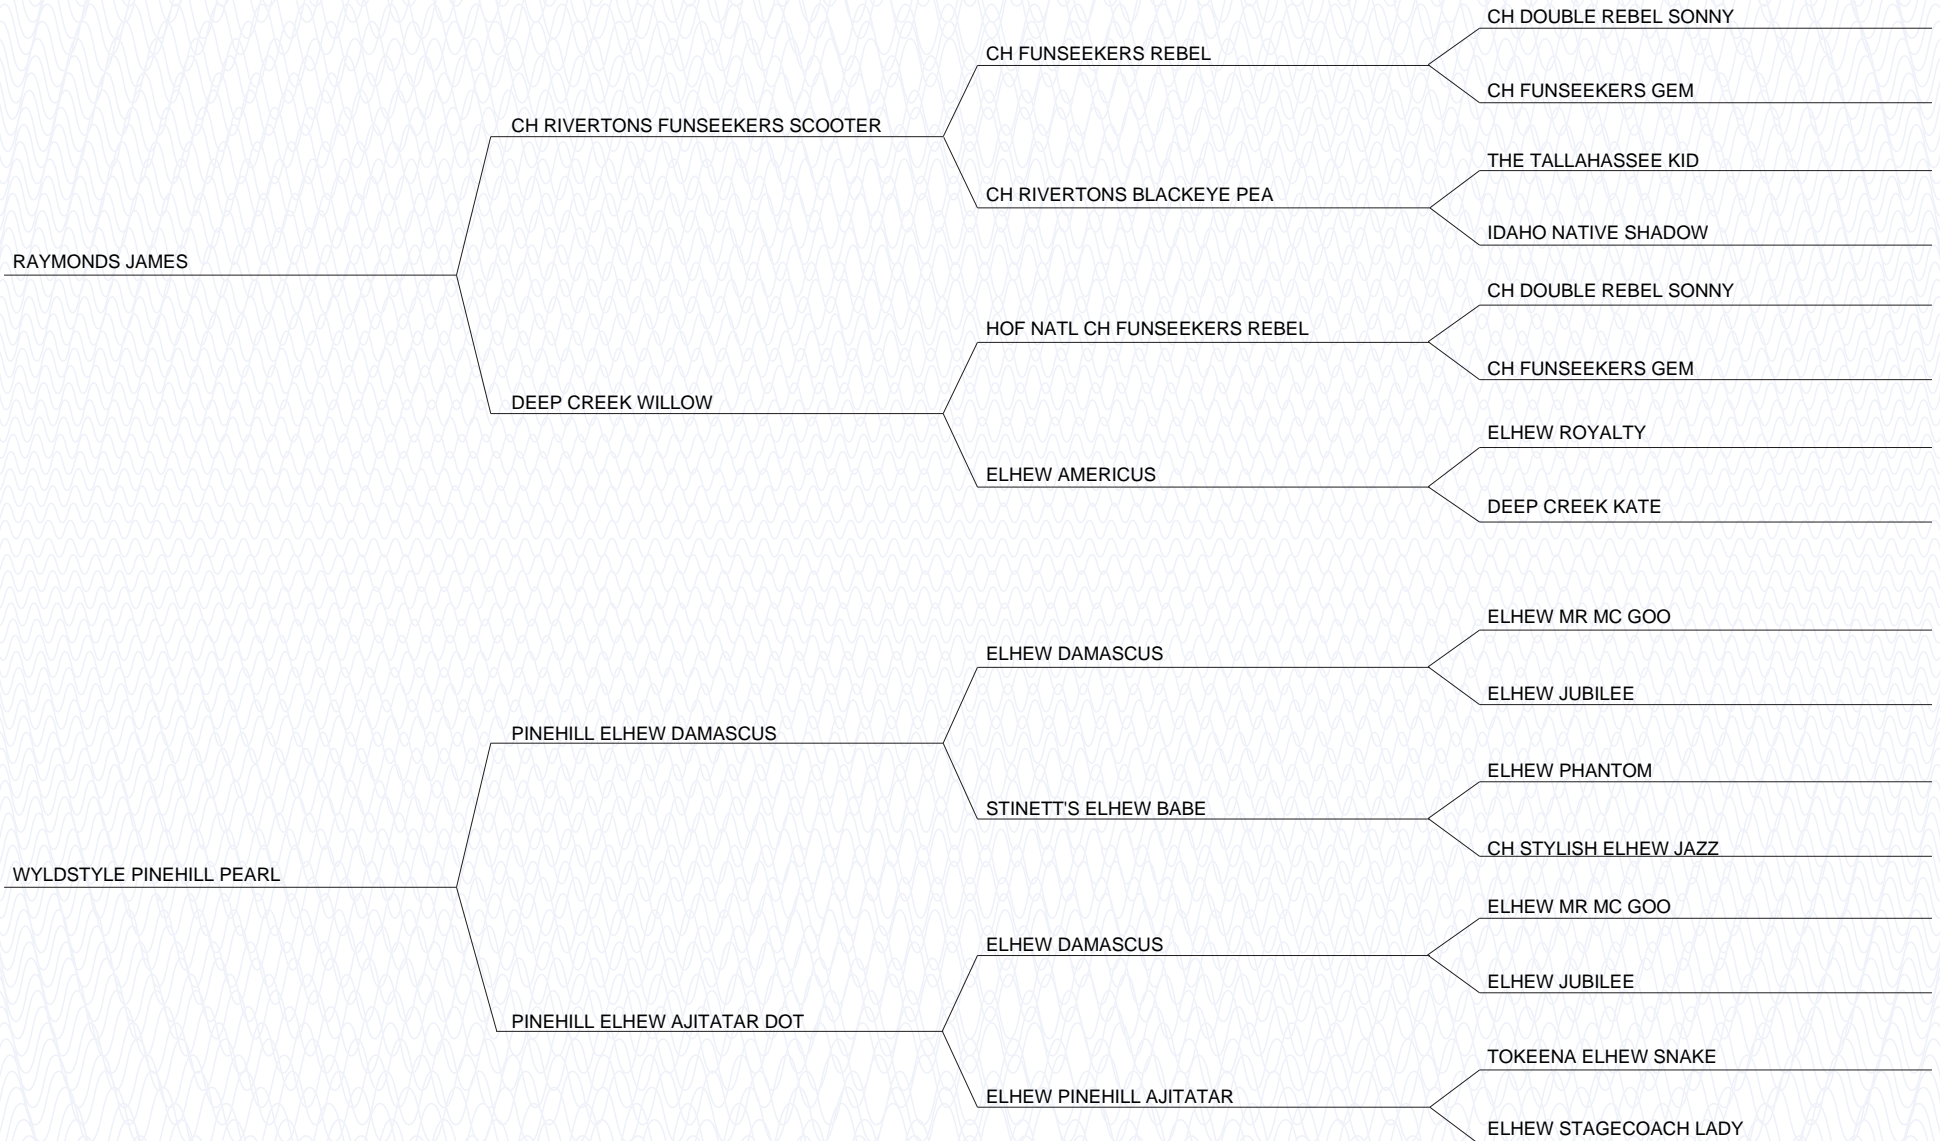 CH DOUBLE REBEL SONNY
CH FUNSEEKERS REBEL
CH FUNSEEKERS GEM
CH RIVERTONS FUNSEEKERS SCOOTER
THE TALLAHASSEE KID
CH RIVERTONS BLACKEYE PEA
IDAHO NATIVE SHADOW
RAYMONDS JAMES
CH DOUBLE REBEL SONNY
HOF NATL CH FUNSEEKERS REBEL
CH FUNSEEKERS GEM
DEEP CREEK WILLOW
ELHEW ROYALTY
ELHEW AMERICUS
DEEP CREEK KATE
ELHEW MR MC GOO
ELHEW DAMASCUS
ELHEW JUBILEE
PINEHILL ELHEW DAMASCUS
ELHEW PHANTOM
STINETT'S ELHEW BABE
CH STYLISH ELHEW JAZZ
WYLDSTYLE PINEHILL PEARL
ELHEW MR MC GOO
ELHEW DAMASCUS
ELHEW JUBILEE
PINEHILL ELHEW AJITATAR DOT
TOKEENA ELHEW SNAKE
ELHEW PINEHILL AJITATAR
ELHEW STAGECOACH LADY